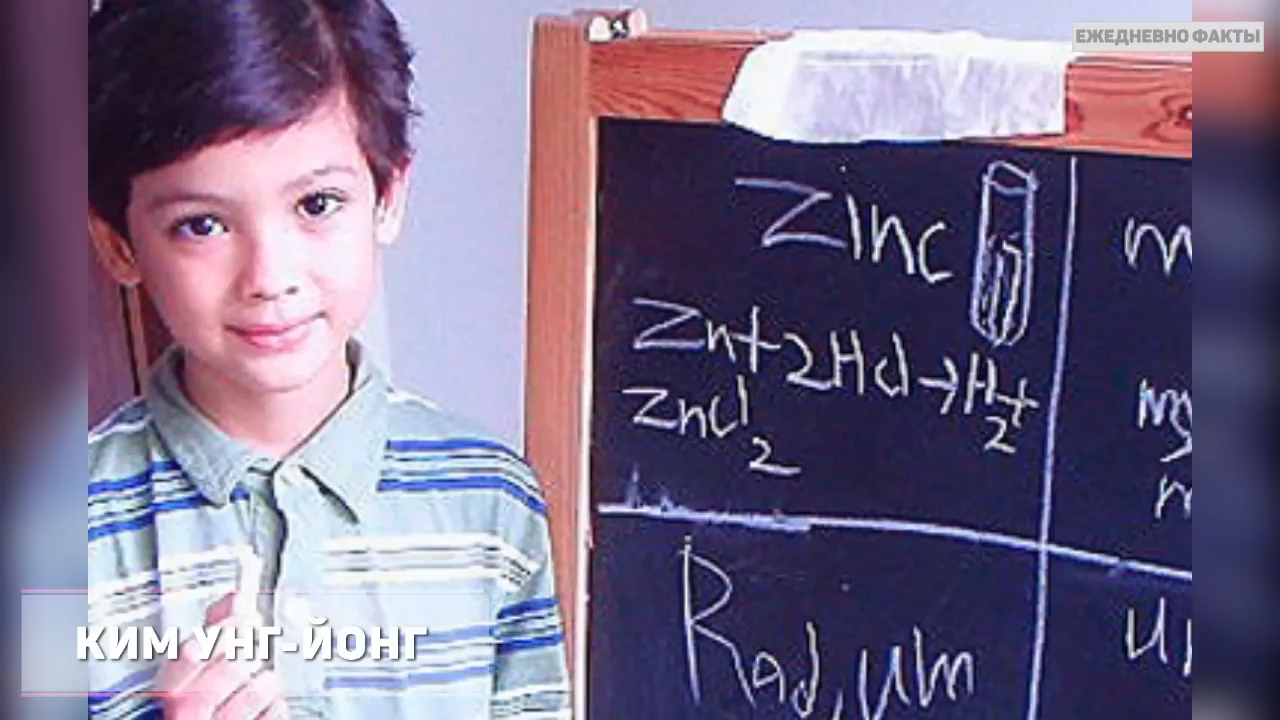 ЕЖЕДНЕВНО ФАКТЫ
Zinc
Zn+2HCl→H2+
ZnCl2
Radium
КИМ УНГ-ЙОНГ